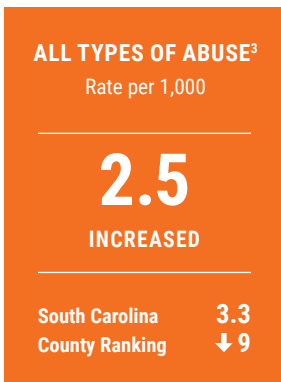 ALL TYPES OF ABUSE³
Rate per 1,000
2.5
INCREASED
South Carolina 3.3
County Ranking ↓ 9